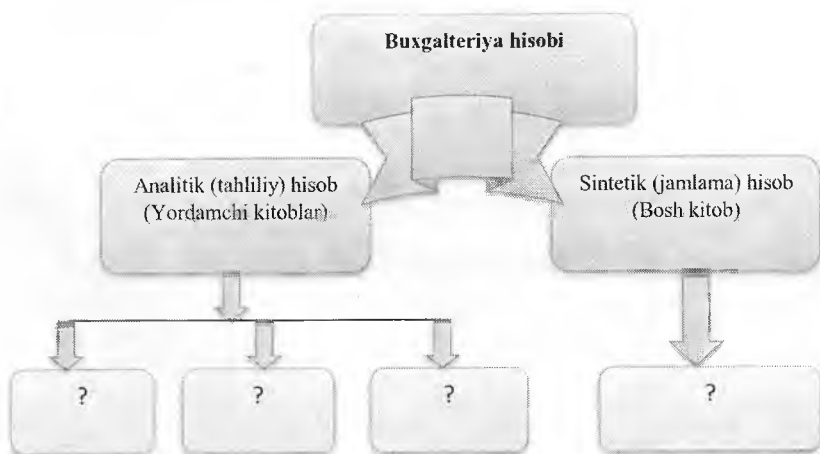 Buxgalteriya hisobi
Analitik (tahliliy) hisob
(Yordamchi kitoblar)
Sintetik (jamlama) hisob
(Bosh kitob)
?
?
?
?